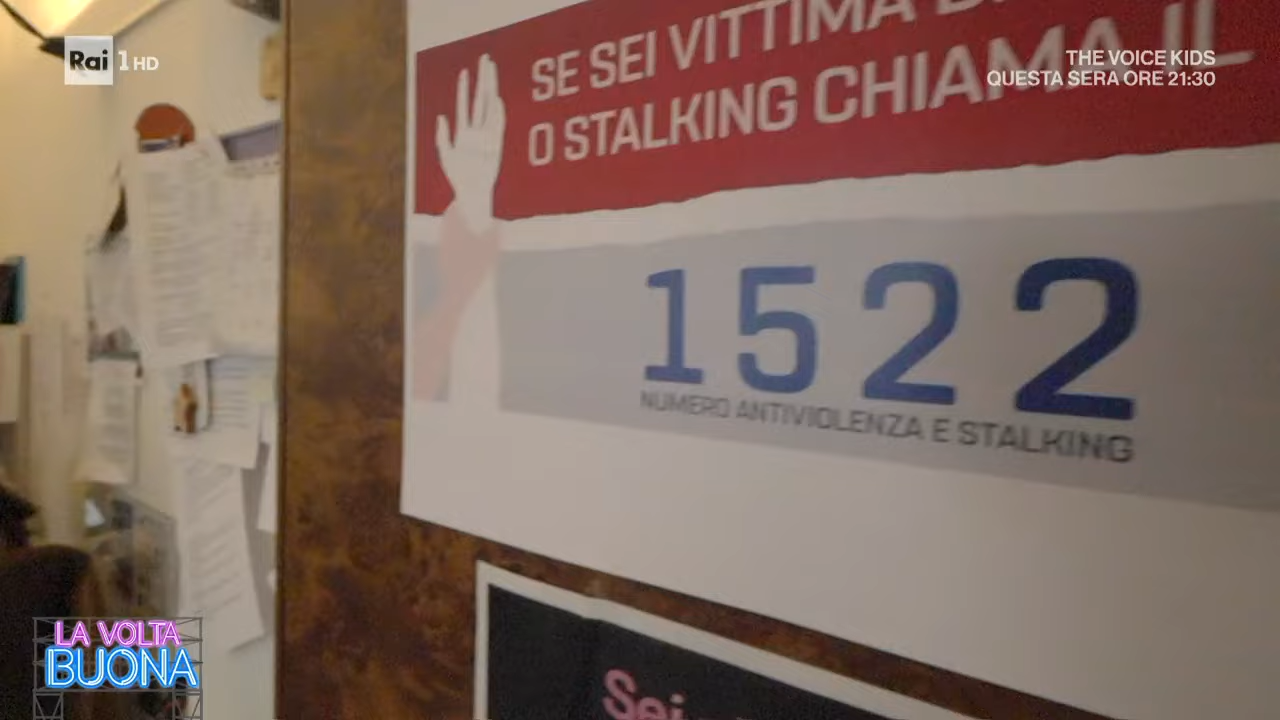 Rai 1 HD
THE VOICE KIDS
QUESTA SERA ORE 21:30
SE SEI VITTIMA
O STALKING CHIAMA IL
1522
NUMERO ANTIVIOLENZA E STALKING
Sei
LA VOLTA
BUONA